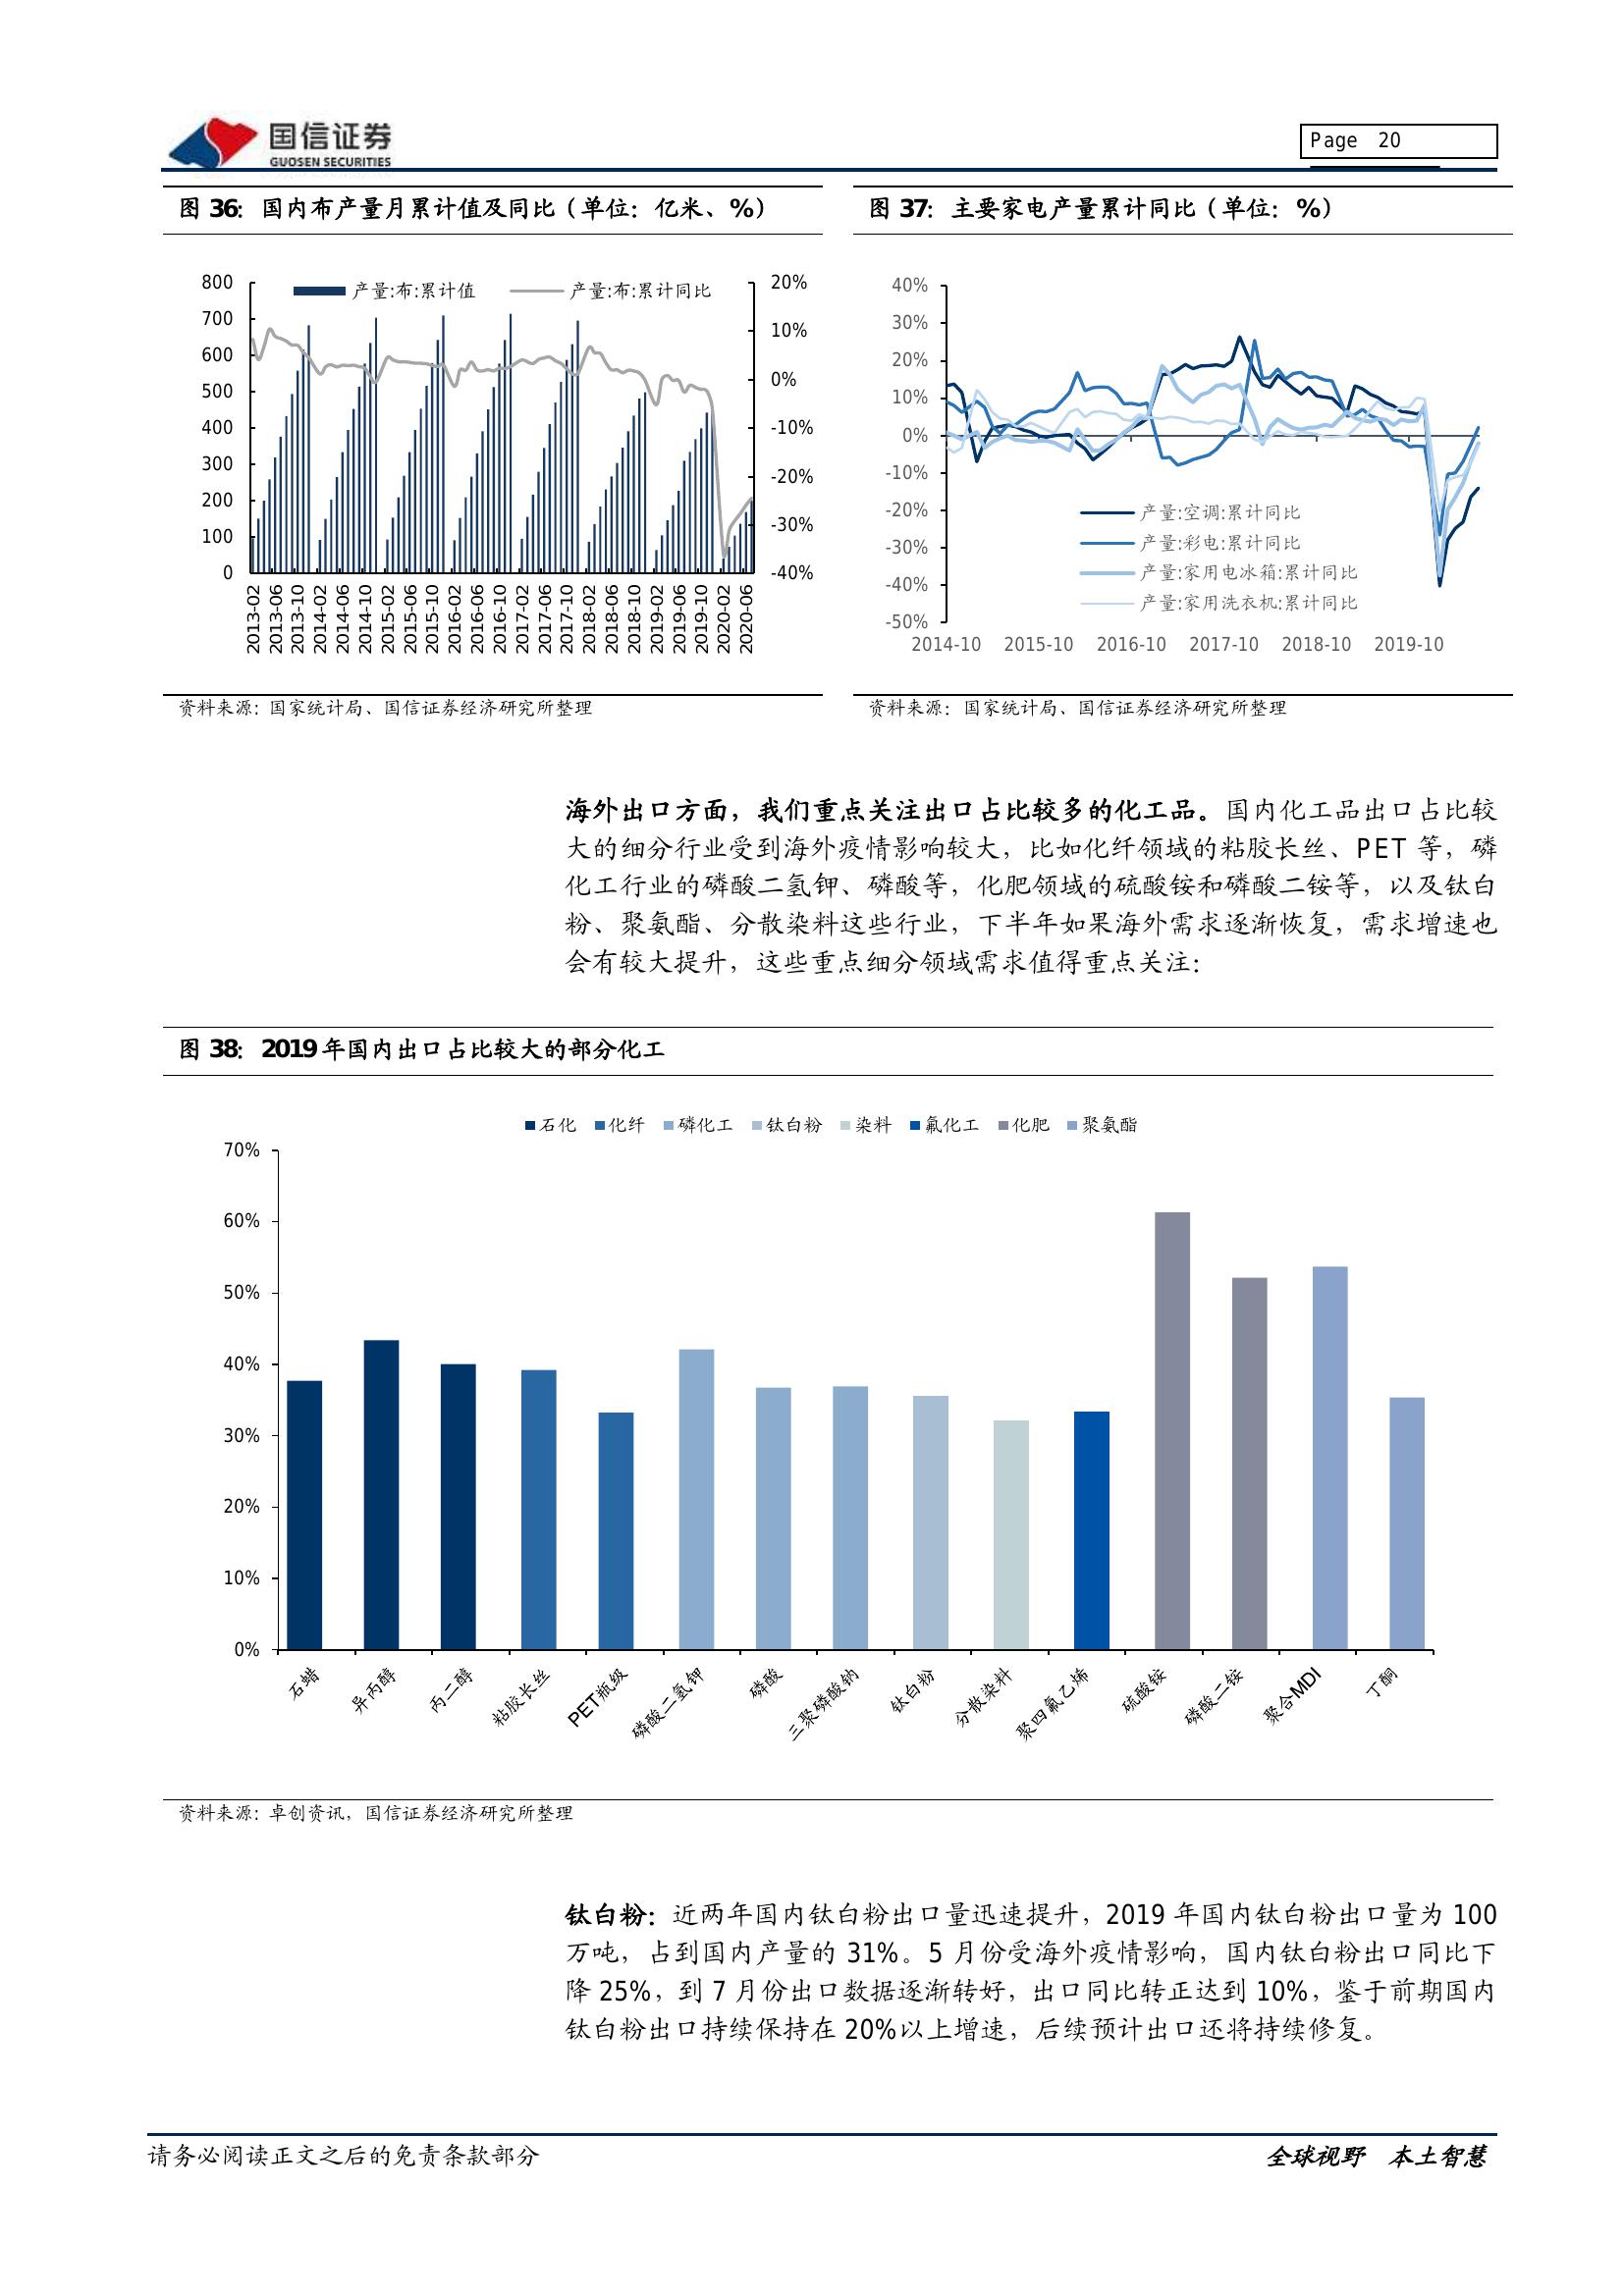 国信证券
GUOSEN SECURITIES
Page 20
图 36：国内布产量月累计值及同比（单位：亿米、%）
800
700
600
500
400
300
200
100
0
产量:布:累计值
产量:布:累计同比
20%
10%
0%
-10%
-20%
-30%
-40%
2013-02
2013-06
2013-10
2014-02
2014-06
2014-10
2015-02
2015-06
2015-10
2016-02
2016-06
2016-10
2017-02
2017-06
2017-10
2018-02
2018-06
2018-10
2019-02
2019-06
2019-10
2020-02
2020-06
资料来源：国家统计局、国信证券经济研究所整理
图 37：主要家电产量累计同比（单位：%）
40%
30%
20%
10%
0%
-10%
-20%
-30%
-40%
-50%
产量:空调:累计同比
产量:彩电:累计同比
产量:家用电冰箱:累计同比
产量:家用洗衣机:累计同比
2014-10
2015-10
2016-10
2017-10
2018-10
2019-10
资料来源：国家统计局、国信证券经济研究所整理
海外出口方面，我们重点关注出口占比较多的化工品。国内化工品出口占比较
大的细分行业受到海外疫情影响较大，比如化纤领域的粘胶长丝、PET 等，磷
化工行业的磷酸二氢钾、磷酸等，化肥领域的硫酸铵和磷酸二铵等，以及钛白
粉、聚氨酯、分散染料这些行业，下半年如果海外需求逐渐恢复，需求增速也
会有较大提升，这些重点细分领域需求值得重点关注：
图 38：2019 年国内出口占比较大的部分化工
石化
化纤
磷化工
钛白粉
染料
氟化工
化肥
聚氨酯
70%
60%
50%
40%
30%
20%
10%
0%
石蜡
异丙醇
丙二醇
粘胶长丝
PET瓶级
磷酸二氢钾
磷酸
三聚磷酸钠
钛白粉
分散染料
聚四氟乙烯
硫酸铵
磷酸二铵
聚合MDI
丁酮
资料来源：卓创资讯，国信证券经济研究所整理
钛白粉：近两年国内钛白粉出口量迅速提升，2019 年国内钛白粉出口量为 100
万吨，占到国内产量的 31%。5 月份受海外疫情影响，国内钛白粉出口同比下
降 25%，到 7 月份出口数据逐渐转好，出口同比转正达到 10%，鉴于前期国内
钛白粉出口持续保持在 20%以上增速，后续预计出口还将持续修复。
请务必阅读正文之后的免责条款部分
全球视野 本土智慧